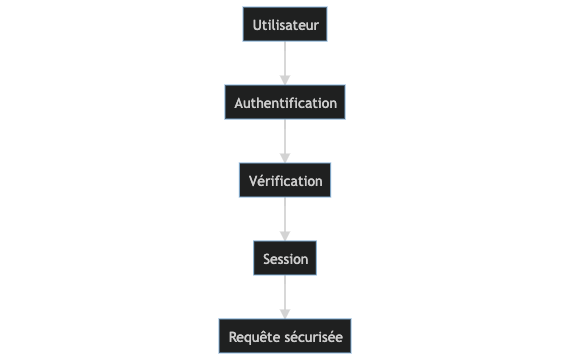 Utilisateur
Authentification
Vérification
Session
Requête sécurisée